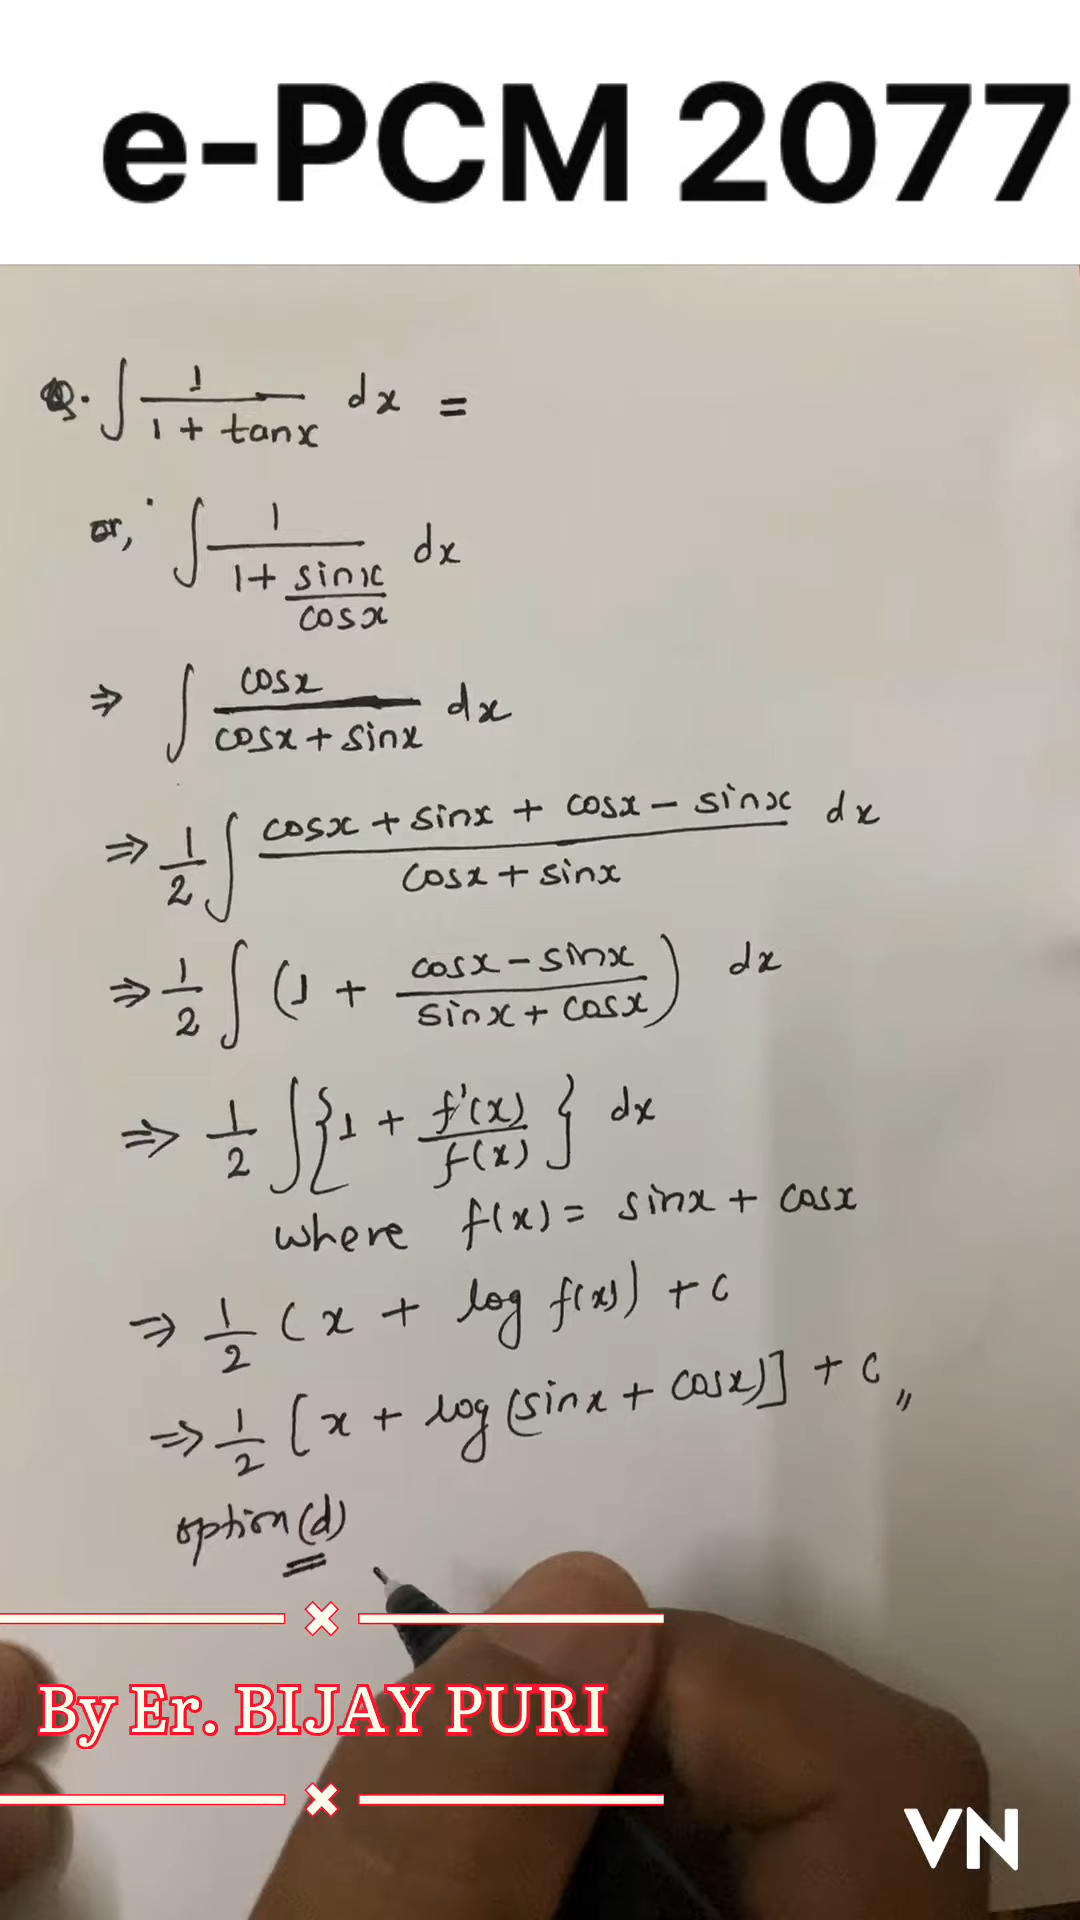 e-PCM 2077
Q. ∫ 1/(1 + tanx) dx =
or, ∫ 1/(1 + sinx/cosx) dx
⇒ ∫ cosx/(cosx + sinx) dx
⇒ 1/2 ∫ (cosx + sinx + cosx - sinx)/(cosx + sinx) dx
⇒ 1/2 ∫ (1 + (cosx - sinx)/(sinx + cosx)) dx
⇒ 1/2 ∫ {1 + f'(x)/f(x)} dx
where f(x) = sinx + cosx
⇒ 1/2 (x + log f(x)) + c
⇒ 1/2 [x + log (sinx + cosx)] + c,,
option (d)
By Er. BIJAY PURI
VN